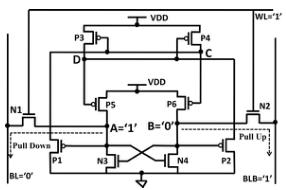 VDD
WL='1'
P3
P4
D
C
VDD
N1
P5
P6
N2
A='1'
B='0'
Pull Down
Pull Up
P1
N3
N4
P2
BL='0'
BLB='1'